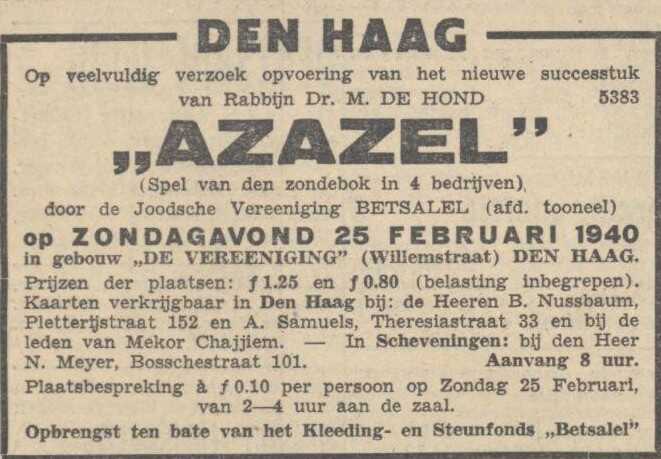 DEN HAAG
Op veelvuldig verzoek opvoering van het nieuwe successtuk
van Rabbijn Dr. M. DE HOND 5383
„AZAZEL”
(Spel van den zondebok in 4 bedrijven)
door de Joodsche Vereeniging BETSALEL (afd. tooneel)
op ZONDAGAVOND 25 FEBRUARI 1940
in gebouw „DE VEREENIGING” (Willemstraat) DEN HAAG.
Prijzen der plaatsen: ƒ 1.25 en ƒ 0.80 (belasting inbegrepen).
Kaarten verkrijgbaar in Den Haag bij: de Heeren B. Nussbaum,
Pletterijstraat 152 en A. Samuels, Theresiastraat 33 en bij de
leden van Mekor Chajjiem. — In Scheveningen: bij den Heer
N. Meyer, Bosschestraat 101. Aanvang 8 uur.
Plaatsbespreking à ƒ 0.10 per persoon op Zondag 25 Februari,
van 2—4 uur aan de zaal.
Opbrengst ten bate van het Kleeding- en Steunfonds „Betsalel”